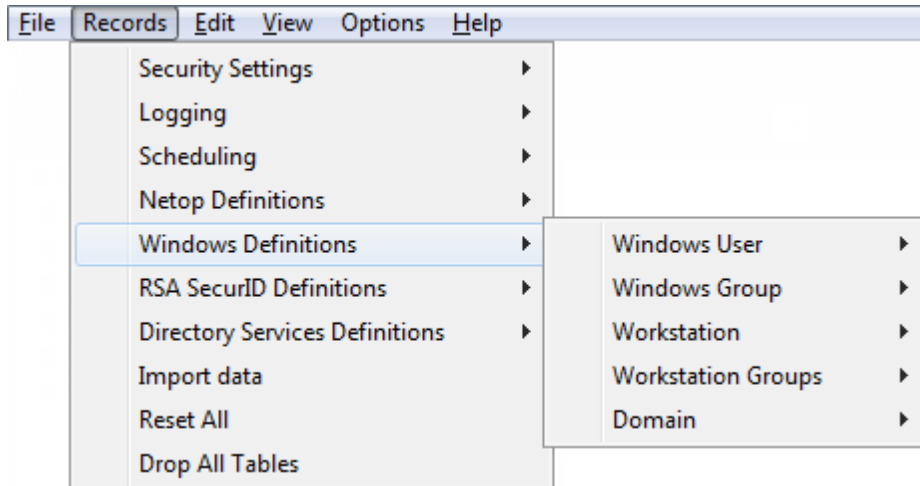 File Records Edit View Options Help
Security Settings
Logging
Scheduling
Netop Definitions
Windows Definitions
RSA SecurID Definitions
Directory Services Definitions
Import data
Reset All
Drop All Tables
Windows User
Windows Group
Workstation
Workstation Groups
Domain